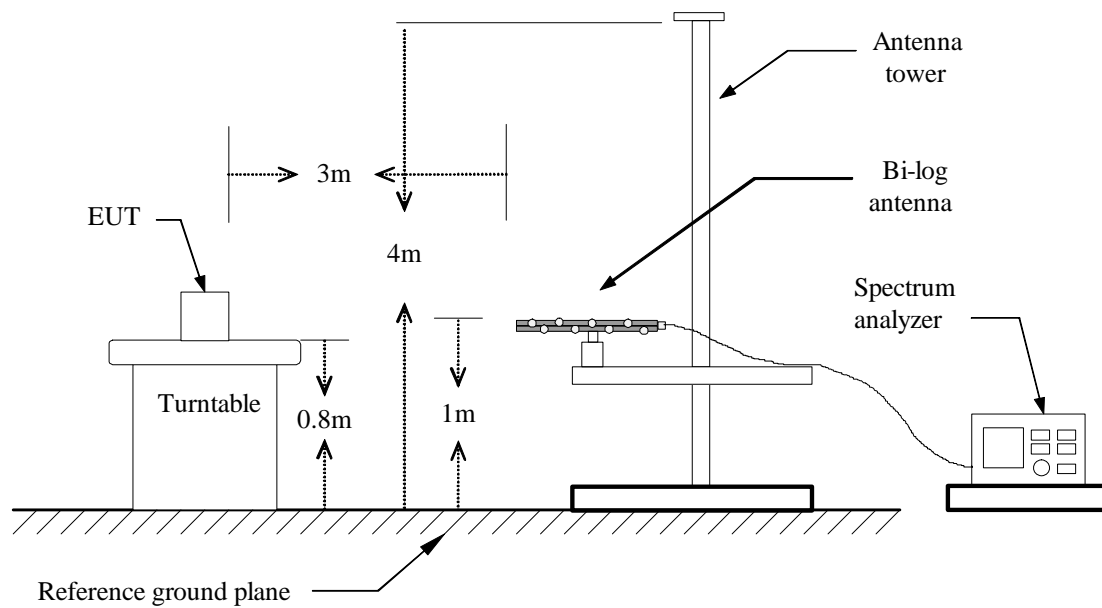 Antenna
tower
3m
Bi-log
antenna
EUT
4m
Spectrum
analyzer
Turntable
0.8m
1m
Reference ground plane